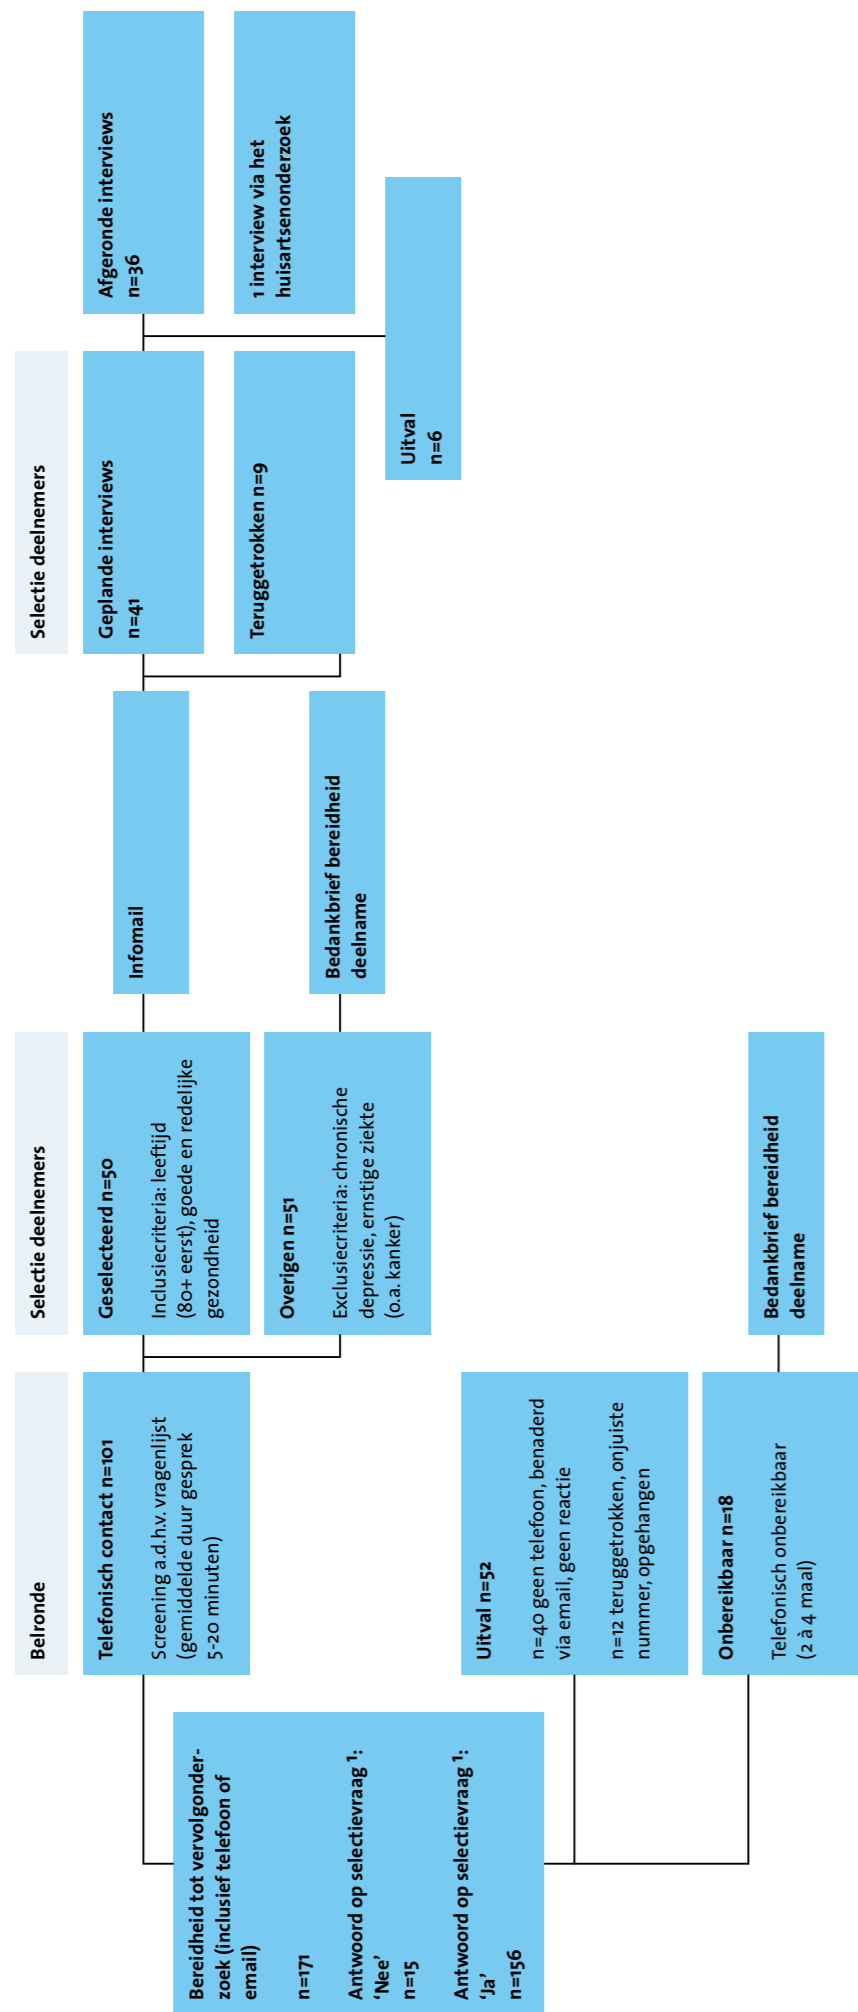 Bereidheid tot vervolgonder-
zoek (inclusief telefoon of
email)
n=171
Antwoord op selectievraag ¹:
‘Nee’
n=15
Antwoord op selectievraag ¹:
‘Ja’
n=156
Belronde
Telefonisch contact n=101
Screening a.d.h.v. vragenlijst
(gemiddelde duur gesprek
5-20 minuten)
Uitval n=52
n=40 geen telefoon, benaderd
via email, geen reactie
n=12 teruggetrokken, onjuiste
nummer, opgehangen
Onbereikbaar n=18
Telefonisch onbereikbaar
(2 à 4 maal)
Selectie deelnemers
Geselecteerd n=50
Inclusiecriteria: leeftijd
(80+ eerst), goede en redelijke
gezondheid
Overigen n=51
Exclusiecriteria: chronische
depressie, ernstige ziekte
(o.a. kanker)
Bedankbrief bereidheid
deelname
Infomail
Bedankbrief bereidheid
deelname
Selectie deelnemers
Geplande interviews
n=41
Teruggetrokken n=9
Uitval
n=6
Afgeronde interviews
n=36
1 interview via het
huisartsenonderzoek